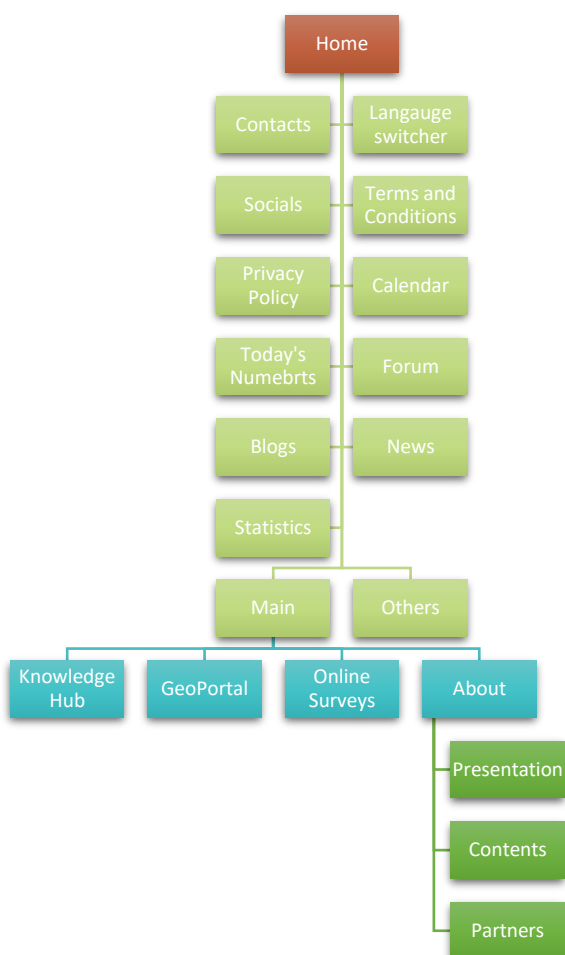 Home
Contacts
Langauge
switcher
Socials
Terms and
Conditions
Privacy
Policy
Calendar
Today's
Numebrts
Forum
Blogs
News
Statistics
Main
Others
Knowledge
Hub
GeoPortal
Online
Surveys
About
Presentation
Contents
Partners